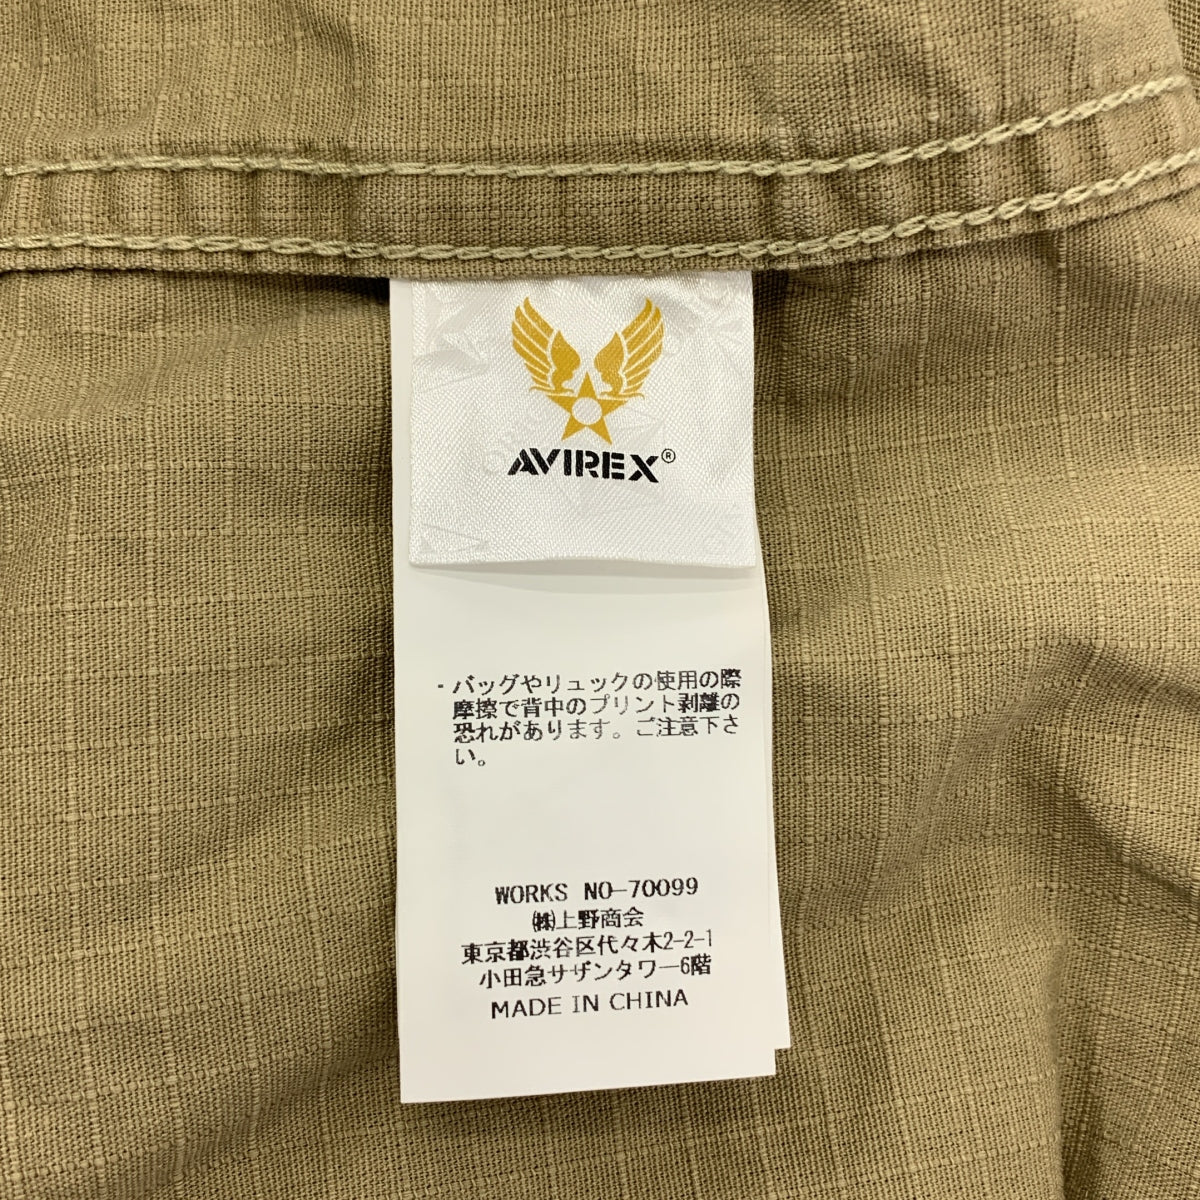 AVIREX®
・バッグやリュックの使用の際
摩擦で背中のプリント剥離の
恐れがあります。ご注意下さ
い。
WORKS NO-70099
㈱上野商会
東京都渋谷区代々木2-2-1
小田急サザンタワー6階
MADE IN CHINA